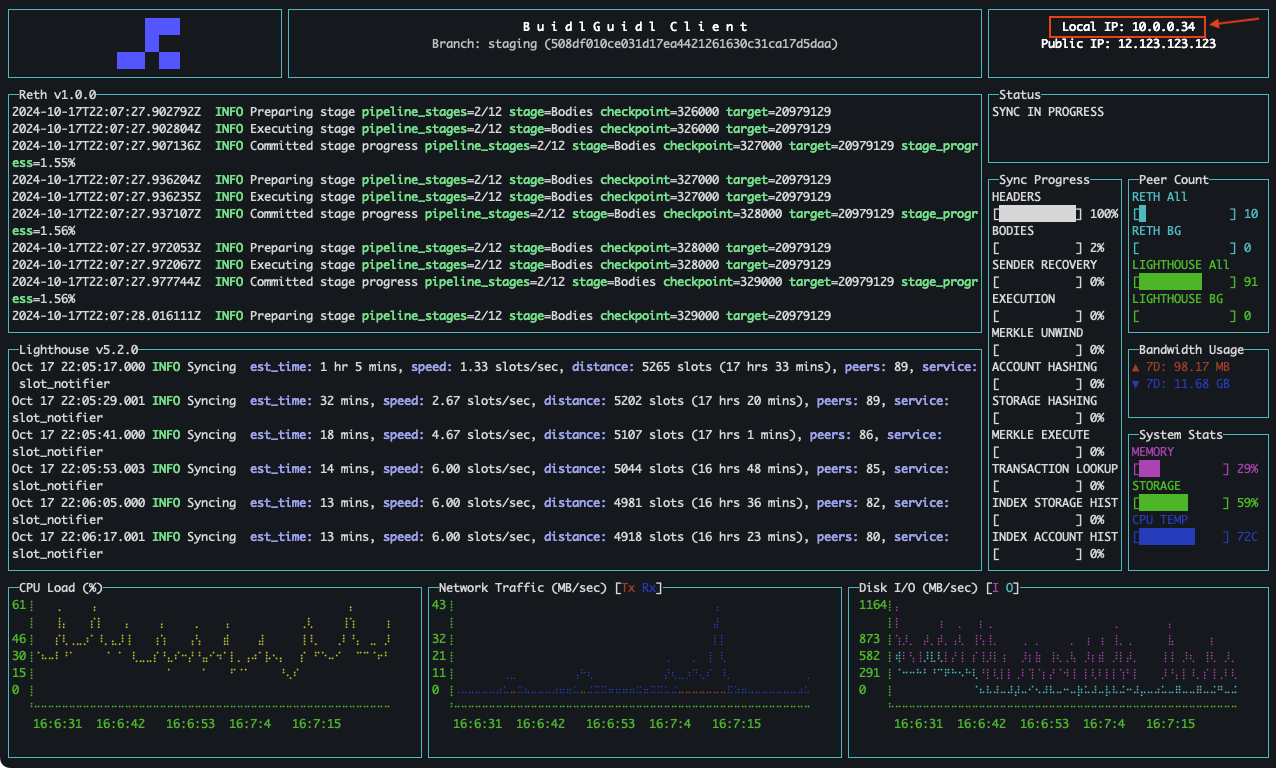 BuidlGuidl Client
Branch: staging (508df010ce031d17ea4421261630c31ca17d5daa)
Local IP: 10.0.0.34
Public IP: 12.123.123.123
Reth v1.0.0
2024-10-17T22:07:27.902792Z  INFO Preparing stage pipeline_stages=2/12 stage=Bodies checkpoint=326000 target=20979129
2024-10-17T22:07:27.902804Z  INFO Executing stage pipeline_stages=2/12 stage=Bodies checkpoint=326000 target=20979129
2024-10-17T22:07:27.907136Z  INFO Committed stage progress pipeline_stages=2/12 stage=Bodies checkpoint=327000 target=20979129 stage_progr
ess=1.55%
2024-10-17T22:07:27.936204Z  INFO Preparing stage pipeline_stages=2/12 stage=Bodies checkpoint=327000 target=20979129
2024-10-17T22:07:27.936235Z  INFO Executing stage pipeline_stages=2/12 stage=Bodies checkpoint=327000 target=20979129
2024-10-17T22:07:27.937107Z  INFO Committed stage progress pipeline_stages=2/12 stage=Bodies checkpoint=328000 target=20979129 stage_progr
ess=1.56%
2024-10-17T22:07:27.972053Z  INFO Preparing stage pipeline_stages=2/12 stage=Bodies checkpoint=328000 target=20979129
2024-10-17T22:07:27.972067Z  INFO Executing stage pipeline_stages=2/12 stage=Bodies checkpoint=328000 target=20979129
2024-10-17T22:07:27.977744Z  INFO Committed stage progress pipeline_stages=2/12 stage=Bodies checkpoint=329000 target=20979129 stage_progr
ess=1.56%
2024-10-17T22:07:28.016111Z  INFO Preparing stage pipeline_stages=2/12 stage=Bodies checkpoint=329000 target=20979129
Lighthouse v5.2.0
Oct 17 22:05:17.000 INFO Syncing  est_time: 1 hr 5 mins, speed: 1.33 slots/sec, distance: 5265 slots (17 hrs 33 mins), peers: 89, service:
slot_notifier
Oct 17 22:05:29.001 INFO Syncing  est_time: 32 mins, speed: 2.67 slots/sec, distance: 5202 slots (17 hrs 20 mins), peers: 89, service:
slot_notifier
Oct 17 22:05:41.000 INFO Syncing  est_time: 18 mins, speed: 4.67 slots/sec, distance: 5107 slots (17 hrs 1 mins), peers: 86, service:
slot_notifier
Oct 17 22:05:53.003 INFO Syncing  est_time: 14 mins, speed: 6.00 slots/sec, distance: 5044 slots (16 hrs 48 mins), peers: 85, service:
slot_notifier
Oct 17 22:06:05.000 INFO Syncing  est_time: 13 mins, speed: 6.00 slots/sec, distance: 4981 slots (16 hrs 36 mins), peers: 82, service:
slot_notifier
Oct 17 22:06:17.001 INFO Syncing  est_time: 13 mins, speed: 6.00 slots/sec, distance: 4918 slots (16 hrs 23 mins), peers: 80, service:
slot_notifier
Status
SYNC IN PROGRESS
Sync Progress
HEADERS
[ ] 100%
BODIES
[ ] 2%
SENDER RECOVERY
[ ] 0%
EXECUTION
[ ] 0%
MERKLE UNWIND
[ ] 0%
ACCOUNT HASHING
[ ] 0%
STORAGE HASHING
[ ] 0%
MERKLE EXECUTE
[ ] 0%
TRANSACTION LOOKUP
[ ] 0%
INDEX STORAGE HIST
[ ] 0%
INDEX ACCOUNT HIST
[ ] 0%
Peer Count
RETH All
[ ] 10
RETH BG
[ ] 0
LIGHTHOUSE All
[ ] 91
LIGHTHOUSE BG
[ ] 0
Bandwidth Usage
▲ 7D: 98.17 MB
▼ 7D: 11.68 GB
System Stats
MEMORY
[ ] 29%
STORAGE
[ ] 59%
CPU TEMP
[ ] 72C
CPU Load (%)
61
46
30
15
0
16:6:31 16:6:42 16:6:53 16:7:4 16:7:15
Network Traffic (MB/sec) [Tx Rx]
43
32
21
11
0
16:6:31 16:6:42 16:6:53 16:7:4 16:7:15
Disk I/O (MB/sec) [I O]
1164
873
582
291
0
16:6:31 16:6:42 16:6:53 16:7:4 16:7:15